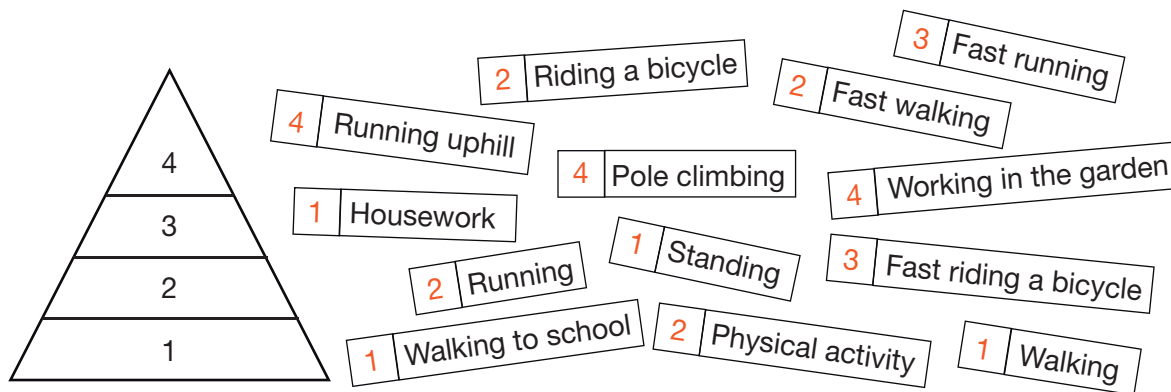 4
3
2
1
3 Fast running
2 Riding a bicycle
2 Fast walking
4 Running uphill
4 Pole climbing
4 Working in the garden
1 Housework
1 Standing
3 Fast riding a bicycle
2 Running
1 Walking to school
2 Physical activity
1 Walking